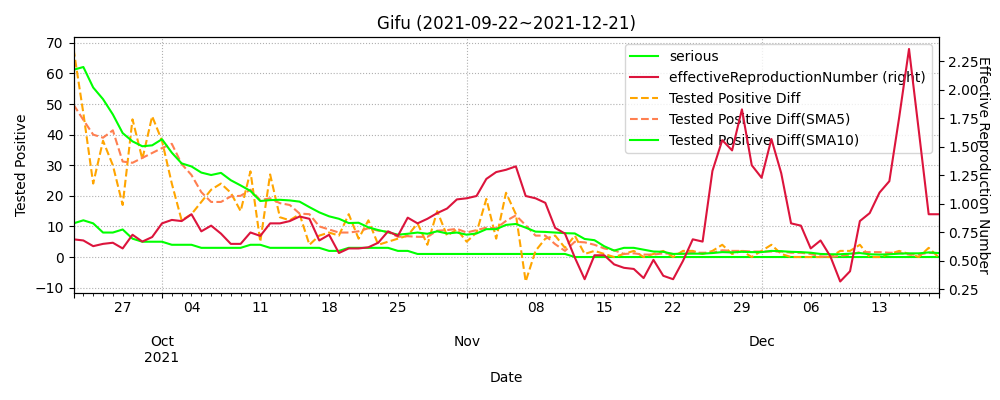 Gifu (2021-09-22~2021-12-21)
70
60
50
40
30
20
10
0
−10
Tested Positive
serious
effectiveReproductionNumber (right)
Tested Positive Diff
Tested Positive Diff(SMA5)
Tested Positive Diff(SMA10)
2.25
2.00
1.75
1.50
1.25
1.00
0.75
0.50
0.25
Effective Reproduction Number
27 04 11 18 25 08 15 22 29 06 13
Oct Nov Dec
2021
Date